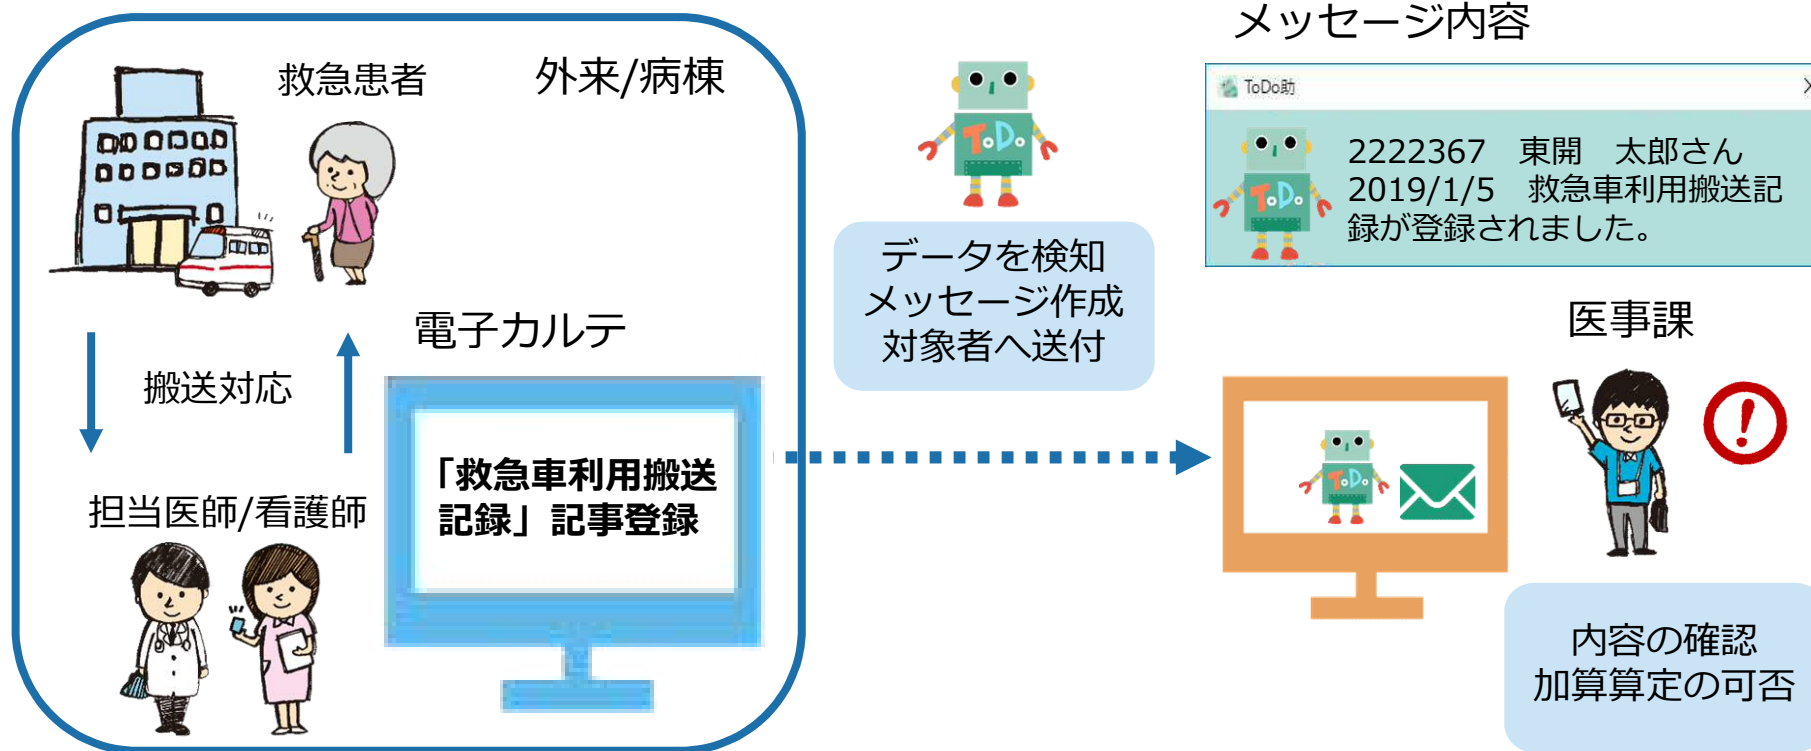 救急患者
外来/病棟
搬送対応
担当医師/看護師
電子カルテ
「救急車利用搬送
記録」記事登録
ToDo
データを検知
メッセージ作成
対象者へ送付
メッセージ内容
ToDo助
ToDo
2222367 東開 太郎さん
2019/1/5 救急車利用搬送記
録が登録されました。
医事課
ToDo
内容の確認
加算算定の可否